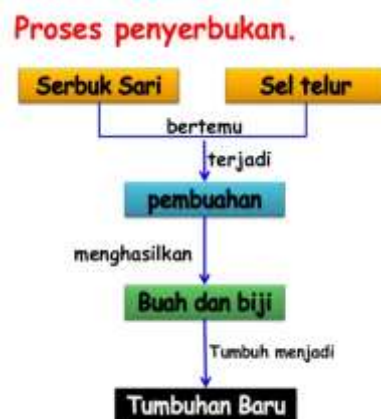 Proses penyerbukan.
Serbuk Sari
Sel telur
bertemu
terjadi
pembuahan
menghasilkan
Buah dan biji
Tumbuh menjadi
Tumbuhan Baru